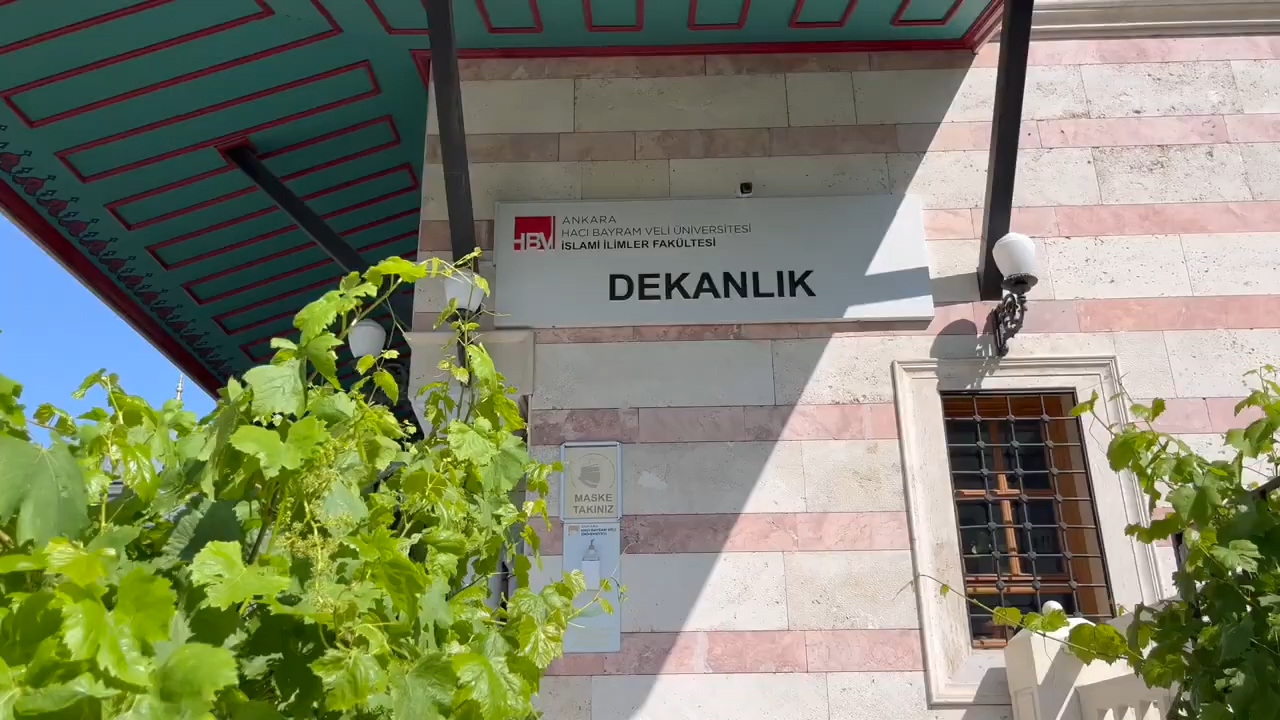 HBV
ANKARA
HACI BAYRAM VELİ ÜNİVERSİTESİ
İSLAMİ İLİMLER FAKÜLTESİ
DEKANLIK
MASKE
TAKINIZ